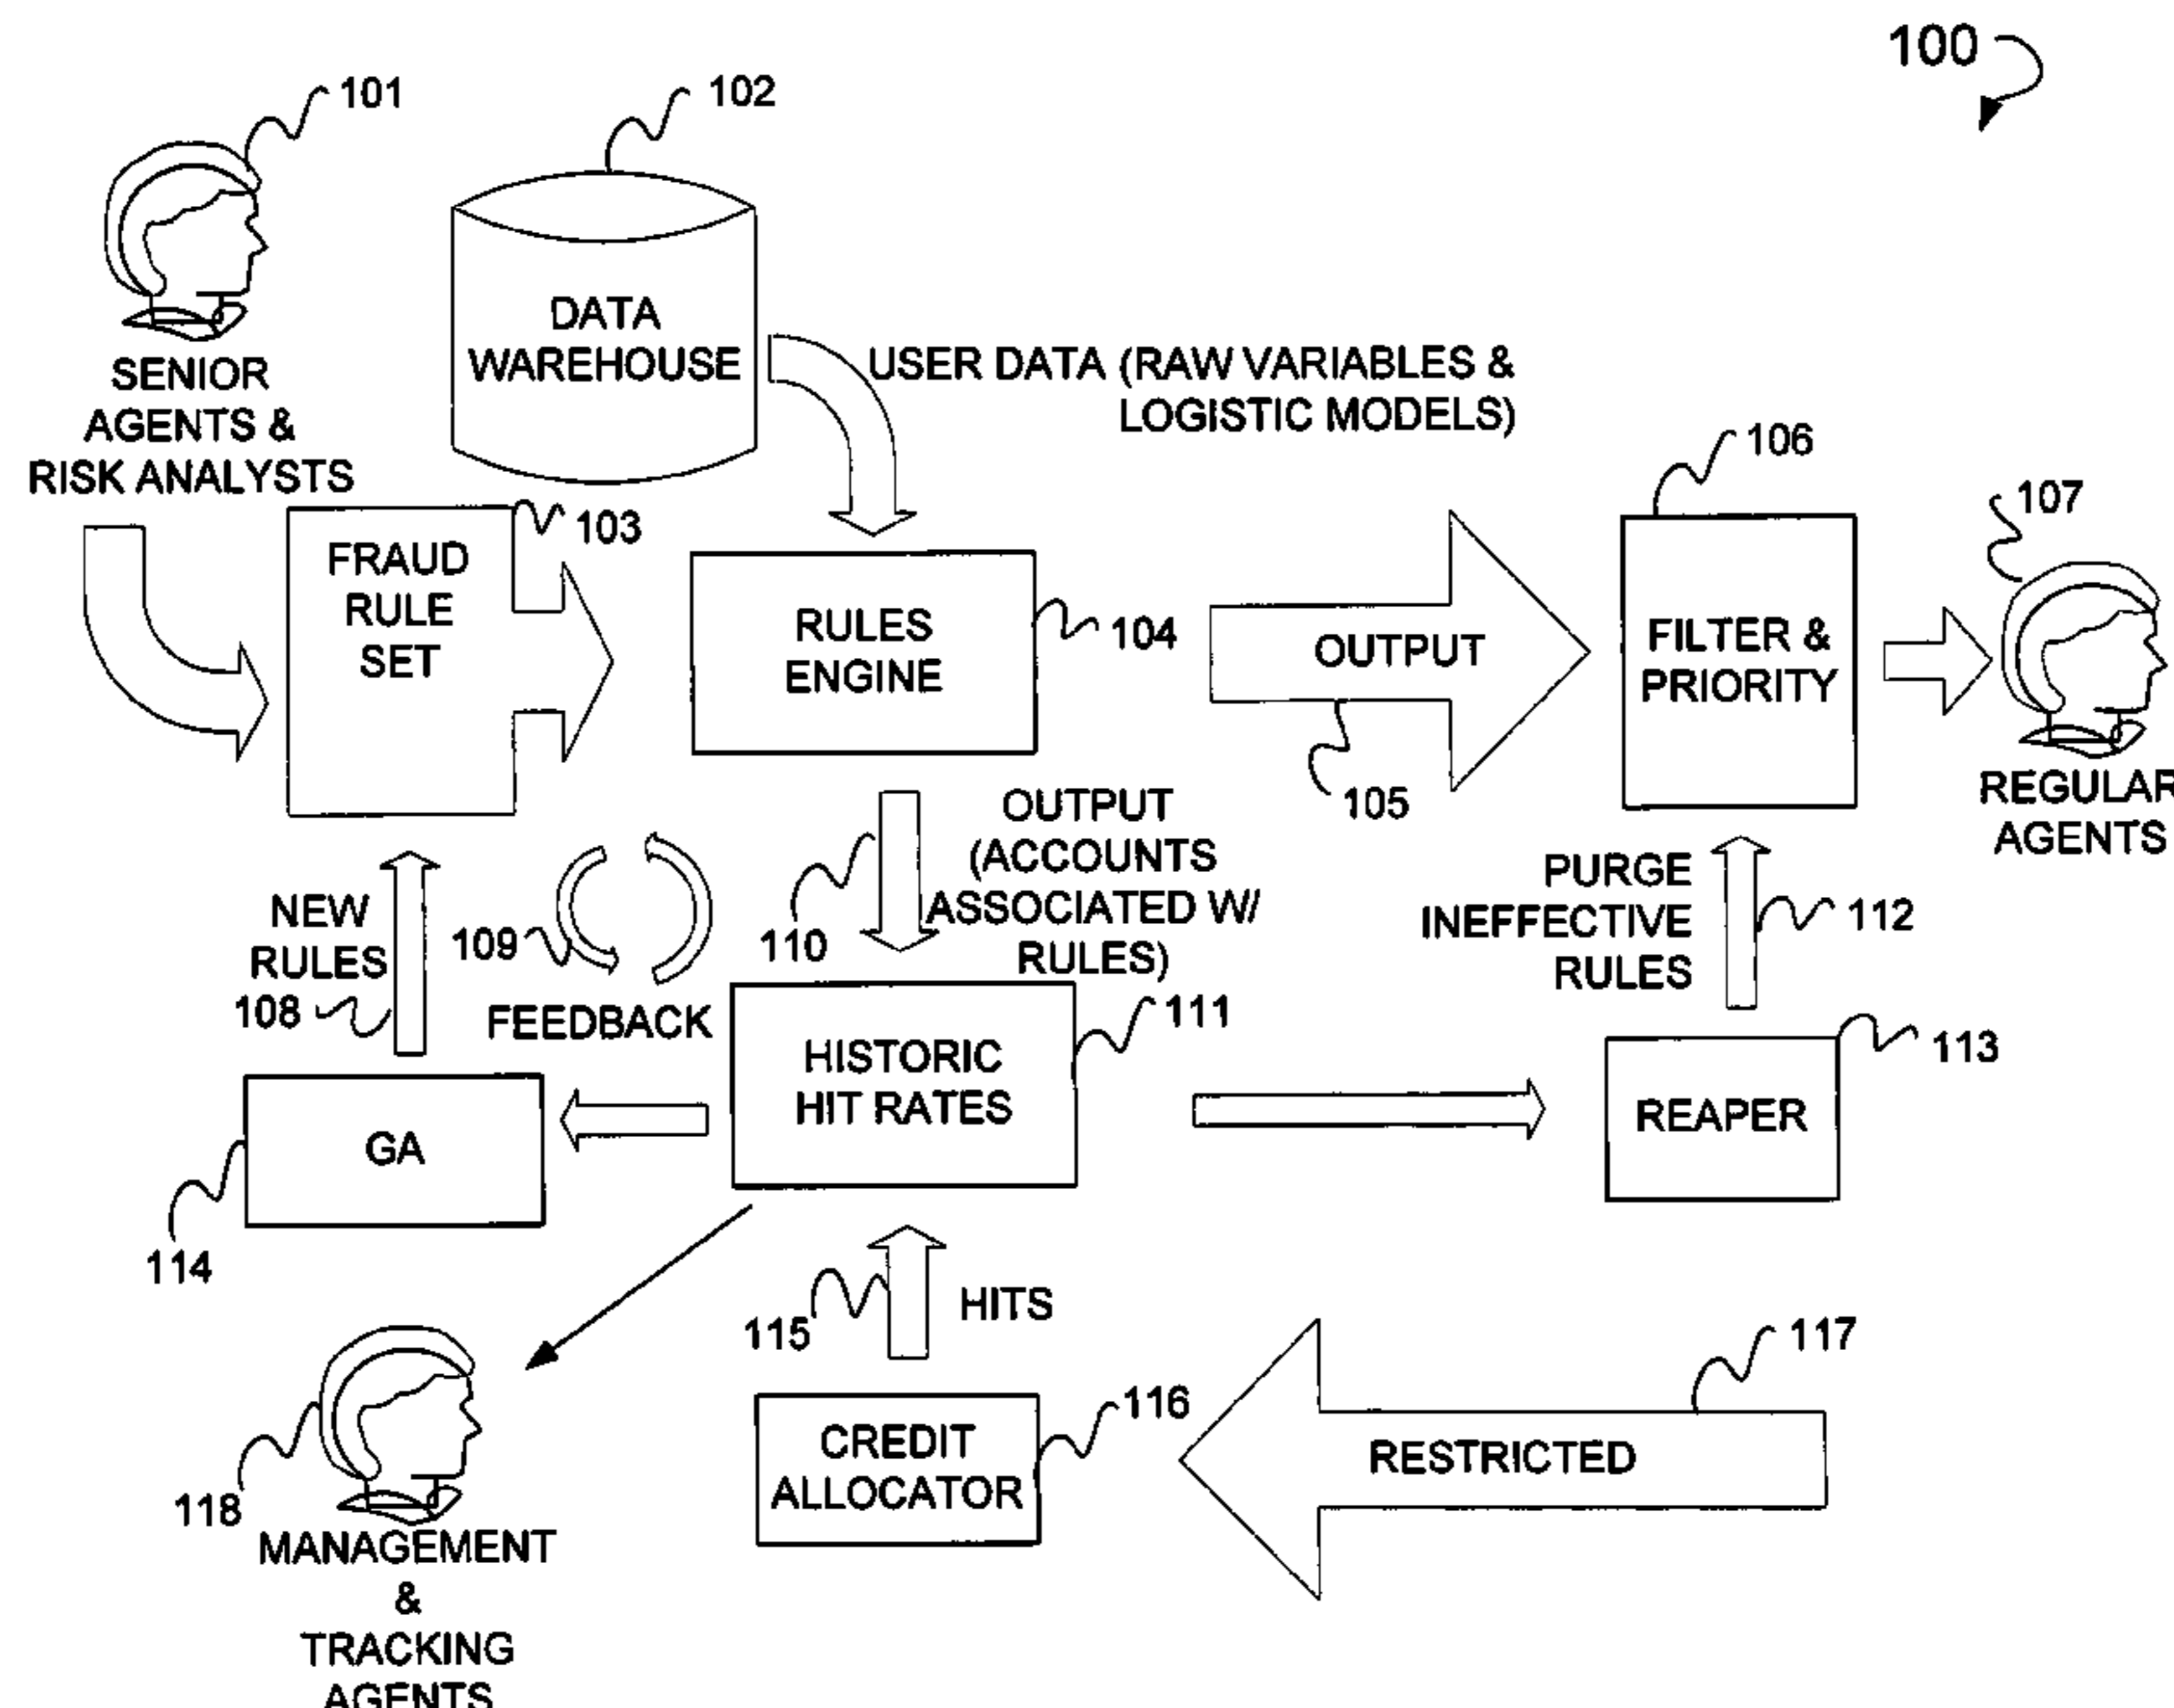 100
101
102
SENIOR
AGENTS &
RISK ANALYSTS
DATA
WAREHOUSE
USER DATA (RAW VARIABLES &
LOGISTIC MODELS)
103
FRAUD
RULE
SET
RULES
ENGINE
104
OUTPUT
105
106
FILTER &
PRIORITY
107
REGULAR
AGENTS
NEW
RULES
108
109
FEEDBACK
110
OUTPUT
(ACCOUNTS
ASSOCIATED W/
RULES)
PURGE
INEFFECTIVE
RULES
112
111
HISTORIC
HIT RATES
113
REAPER
GA
114
115
HITS
116
CREDIT
ALLOCATOR
117
RESTRICTED
118
MANAGEMENT
&
TRACKING
AGENTS